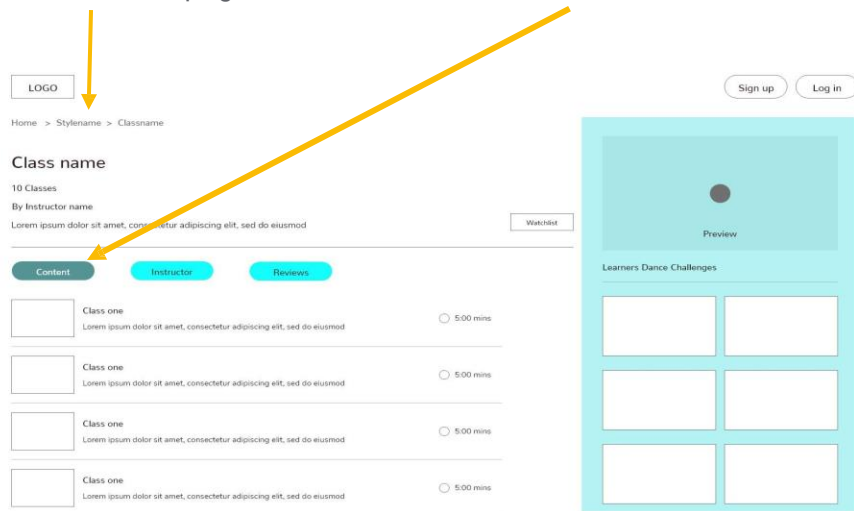 LOGO
Sign up
Log in
Home > Stylename > Classname
Class name
10 Classes
By Instructor name
Lorem ipsum dolor sit amet, consectetur adipiscing elit, sed do eiusmod
Watchlist
Preview
Content
Instructor
Reviews
Learners Dance Challenges
Class one
Lorem ipsum dolor sit amet, consectetur adipiscing elit, sed do eiusmod
5:00 mins
Class one
Lorem ipsum dolor sit amet, consectetur adipiscing elit, sed do eiusmod
5:00 mins
Class one
Lorem ipsum dolor sit amet, consectetur adipiscing elit, sed do eiusmod
5:00 mins
Class one
Lorem ipsum dolor sit amet, consectetur adipiscing elit, sed do eiusmod
5:00 mins